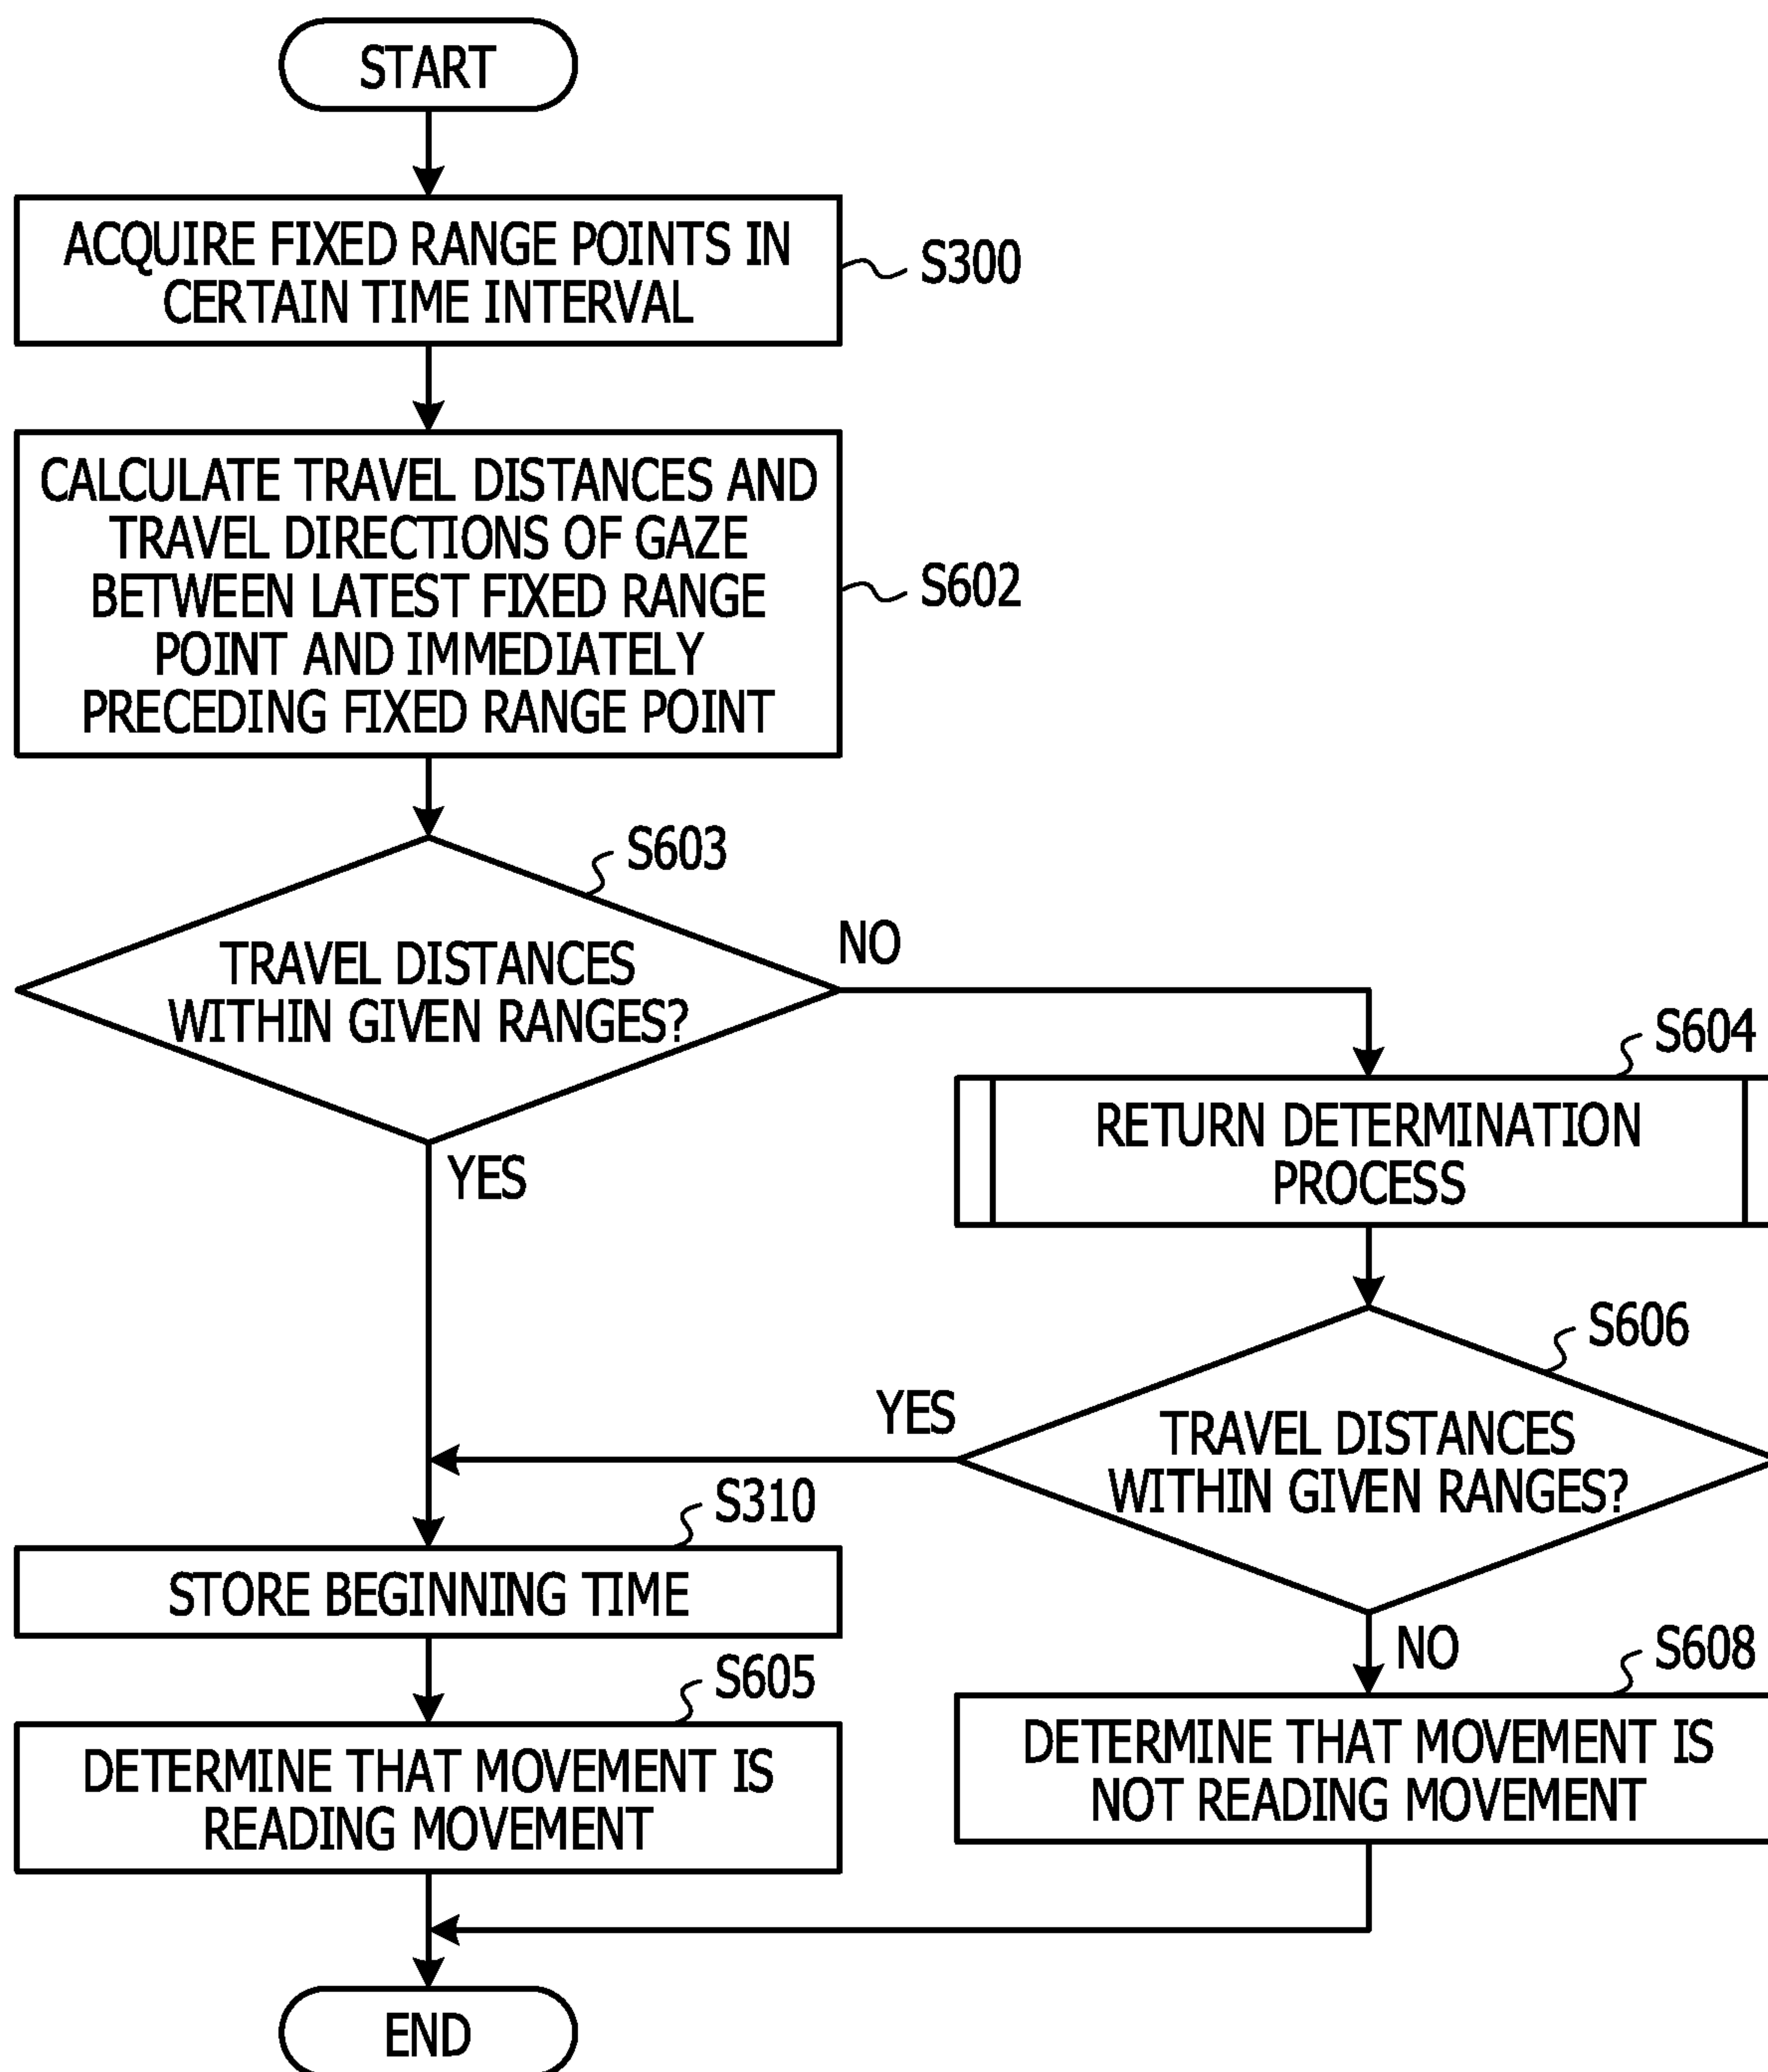 START
ACQUIRE FIXED RANGE POINTS IN
CERTAIN TIME INTERVAL
S300
CALCULATE TRAVEL DISTANCES AND
TRAVEL DIRECTIONS OF GAZE
BETWEEN LATEST FIXED RANGE
POINT AND IMMEDIATELY
PRECEDING FIXED RANGE POINT
S602
S603
TRAVEL DISTANCES
WITHIN GIVEN RANGES?
NO
YES
S604
RETURN DETERMINATION
PROCESS
S606
TRAVEL DISTANCES
WITHIN GIVEN RANGES?
YES
NO
S310
STORE BEGINNING TIME
S605
DETERMINE THAT MOVEMENT IS
READING MOVEMENT
S608
DETERMINE THAT MOVEMENT IS
NOT READING MOVEMENT
END